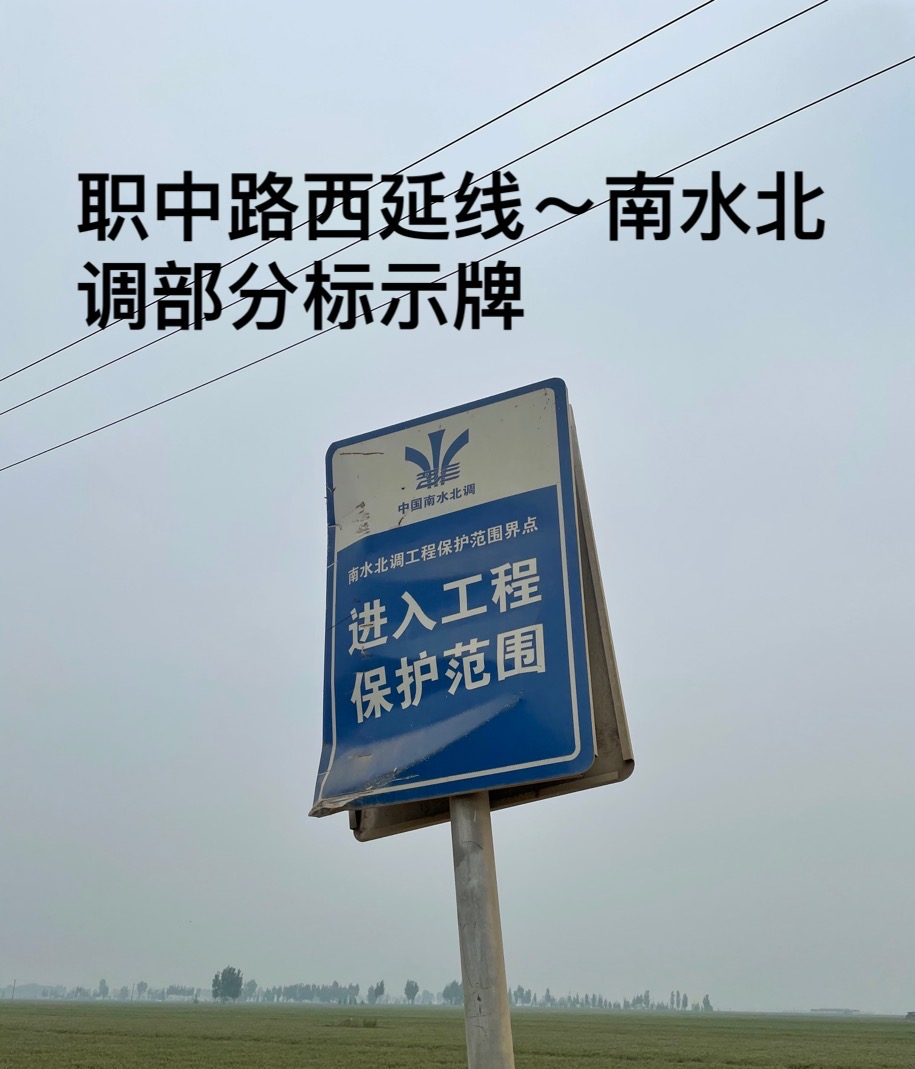 职中路西延线～南水北
调部分标示牌
中国南水北调
南水北调工程保护范围界点
进入工程
保护范围